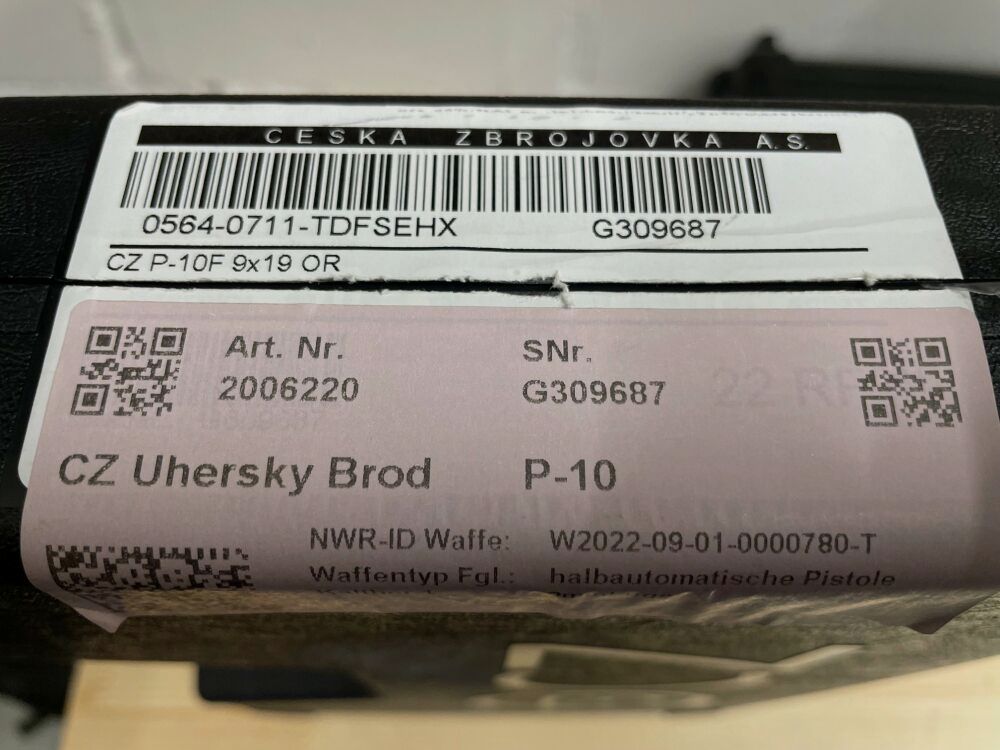 CESKA ZBROJOVKA A.S.
0564-0711-TDFSEHX G309687
CZ P-10F 9x19 OR
Art. Nr. SNr.
2006220 G309687
CZ Uhersky Brod P-10
NWR-ID Waffe: W2022-09-01-0000780-T
Waffentyp Fgl.: halbautomatische Pistole